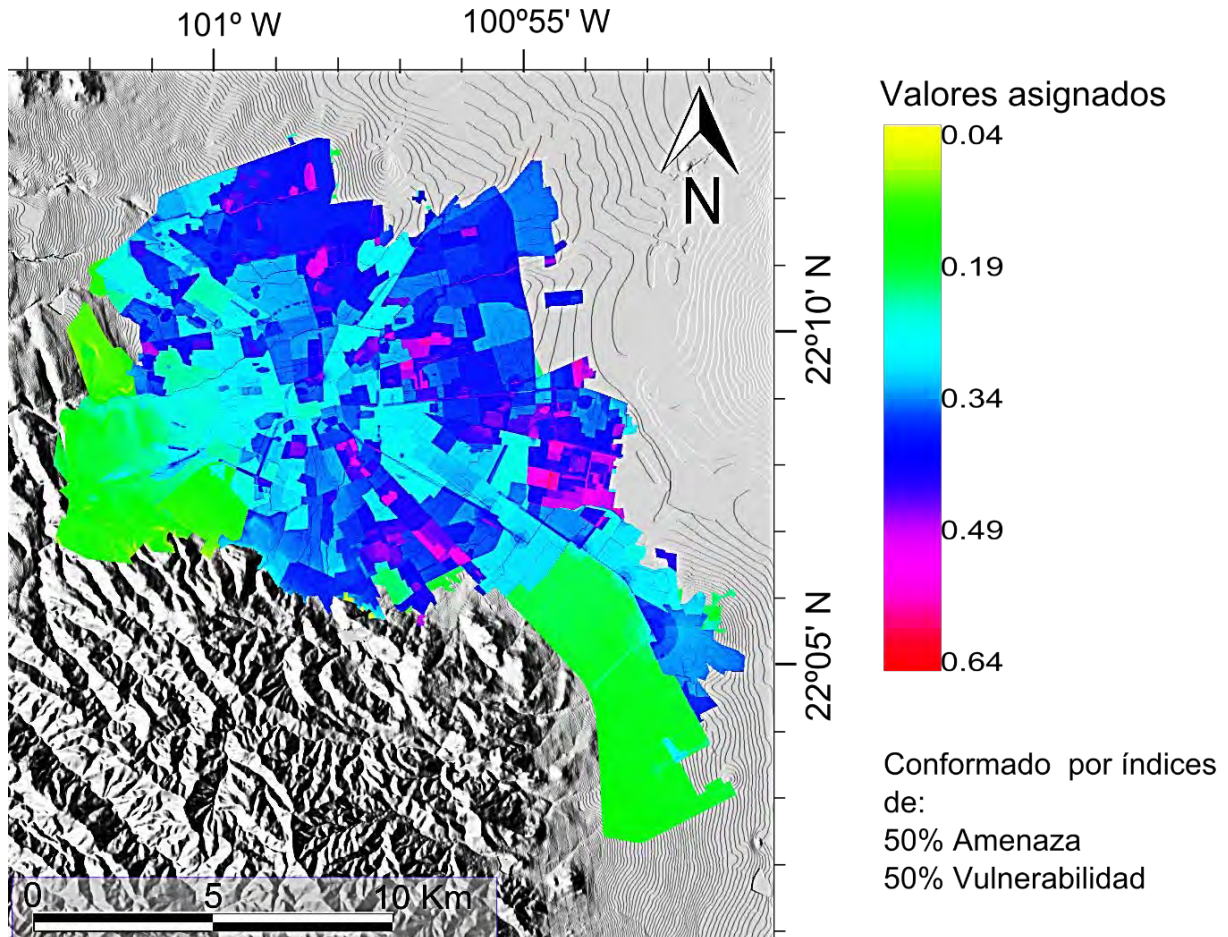 101º W
100º55' W
Valores asignados
0.04
N
0.19
22º10' N
0.34
0.49
22º05' N
0.64
Conformado por índices
de:
50% Amenaza
50% Vulnerabilidad
0 5 10 Km